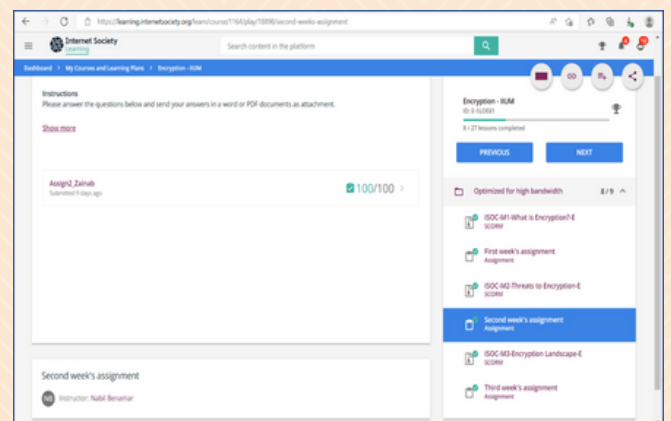 https://learning.internetsociety.org/learn/course/1164/play/18898/second-weeks-assignment
Internet Society
Learning
Search content in the platform
Dashboard > My Courses and Learning Plans > Encryption - IIUM
Instructions
Please answer the questions below and send your answers in a word or PDF documents as attachment.
Show more
Assign2_Zainab
Submitted 9 days ago
100/100
Second week's assignment
NB
Instructor: Nabil Benamar
Encryption - IIUM
8 / 27 lessons completed
PREVIOUS
NEXT
Optimized for high bandwidth 8/9
ISOC-M1-What is Encryption?-E
SCORM
First week's assignment
Assignment
ISOC-M2-Threats to Encryption-E
SCORM
Second week's assignment
Assignment
ISOC-M3-Encryption Landscape-E
SCORM
Third week's assignment
Assignment